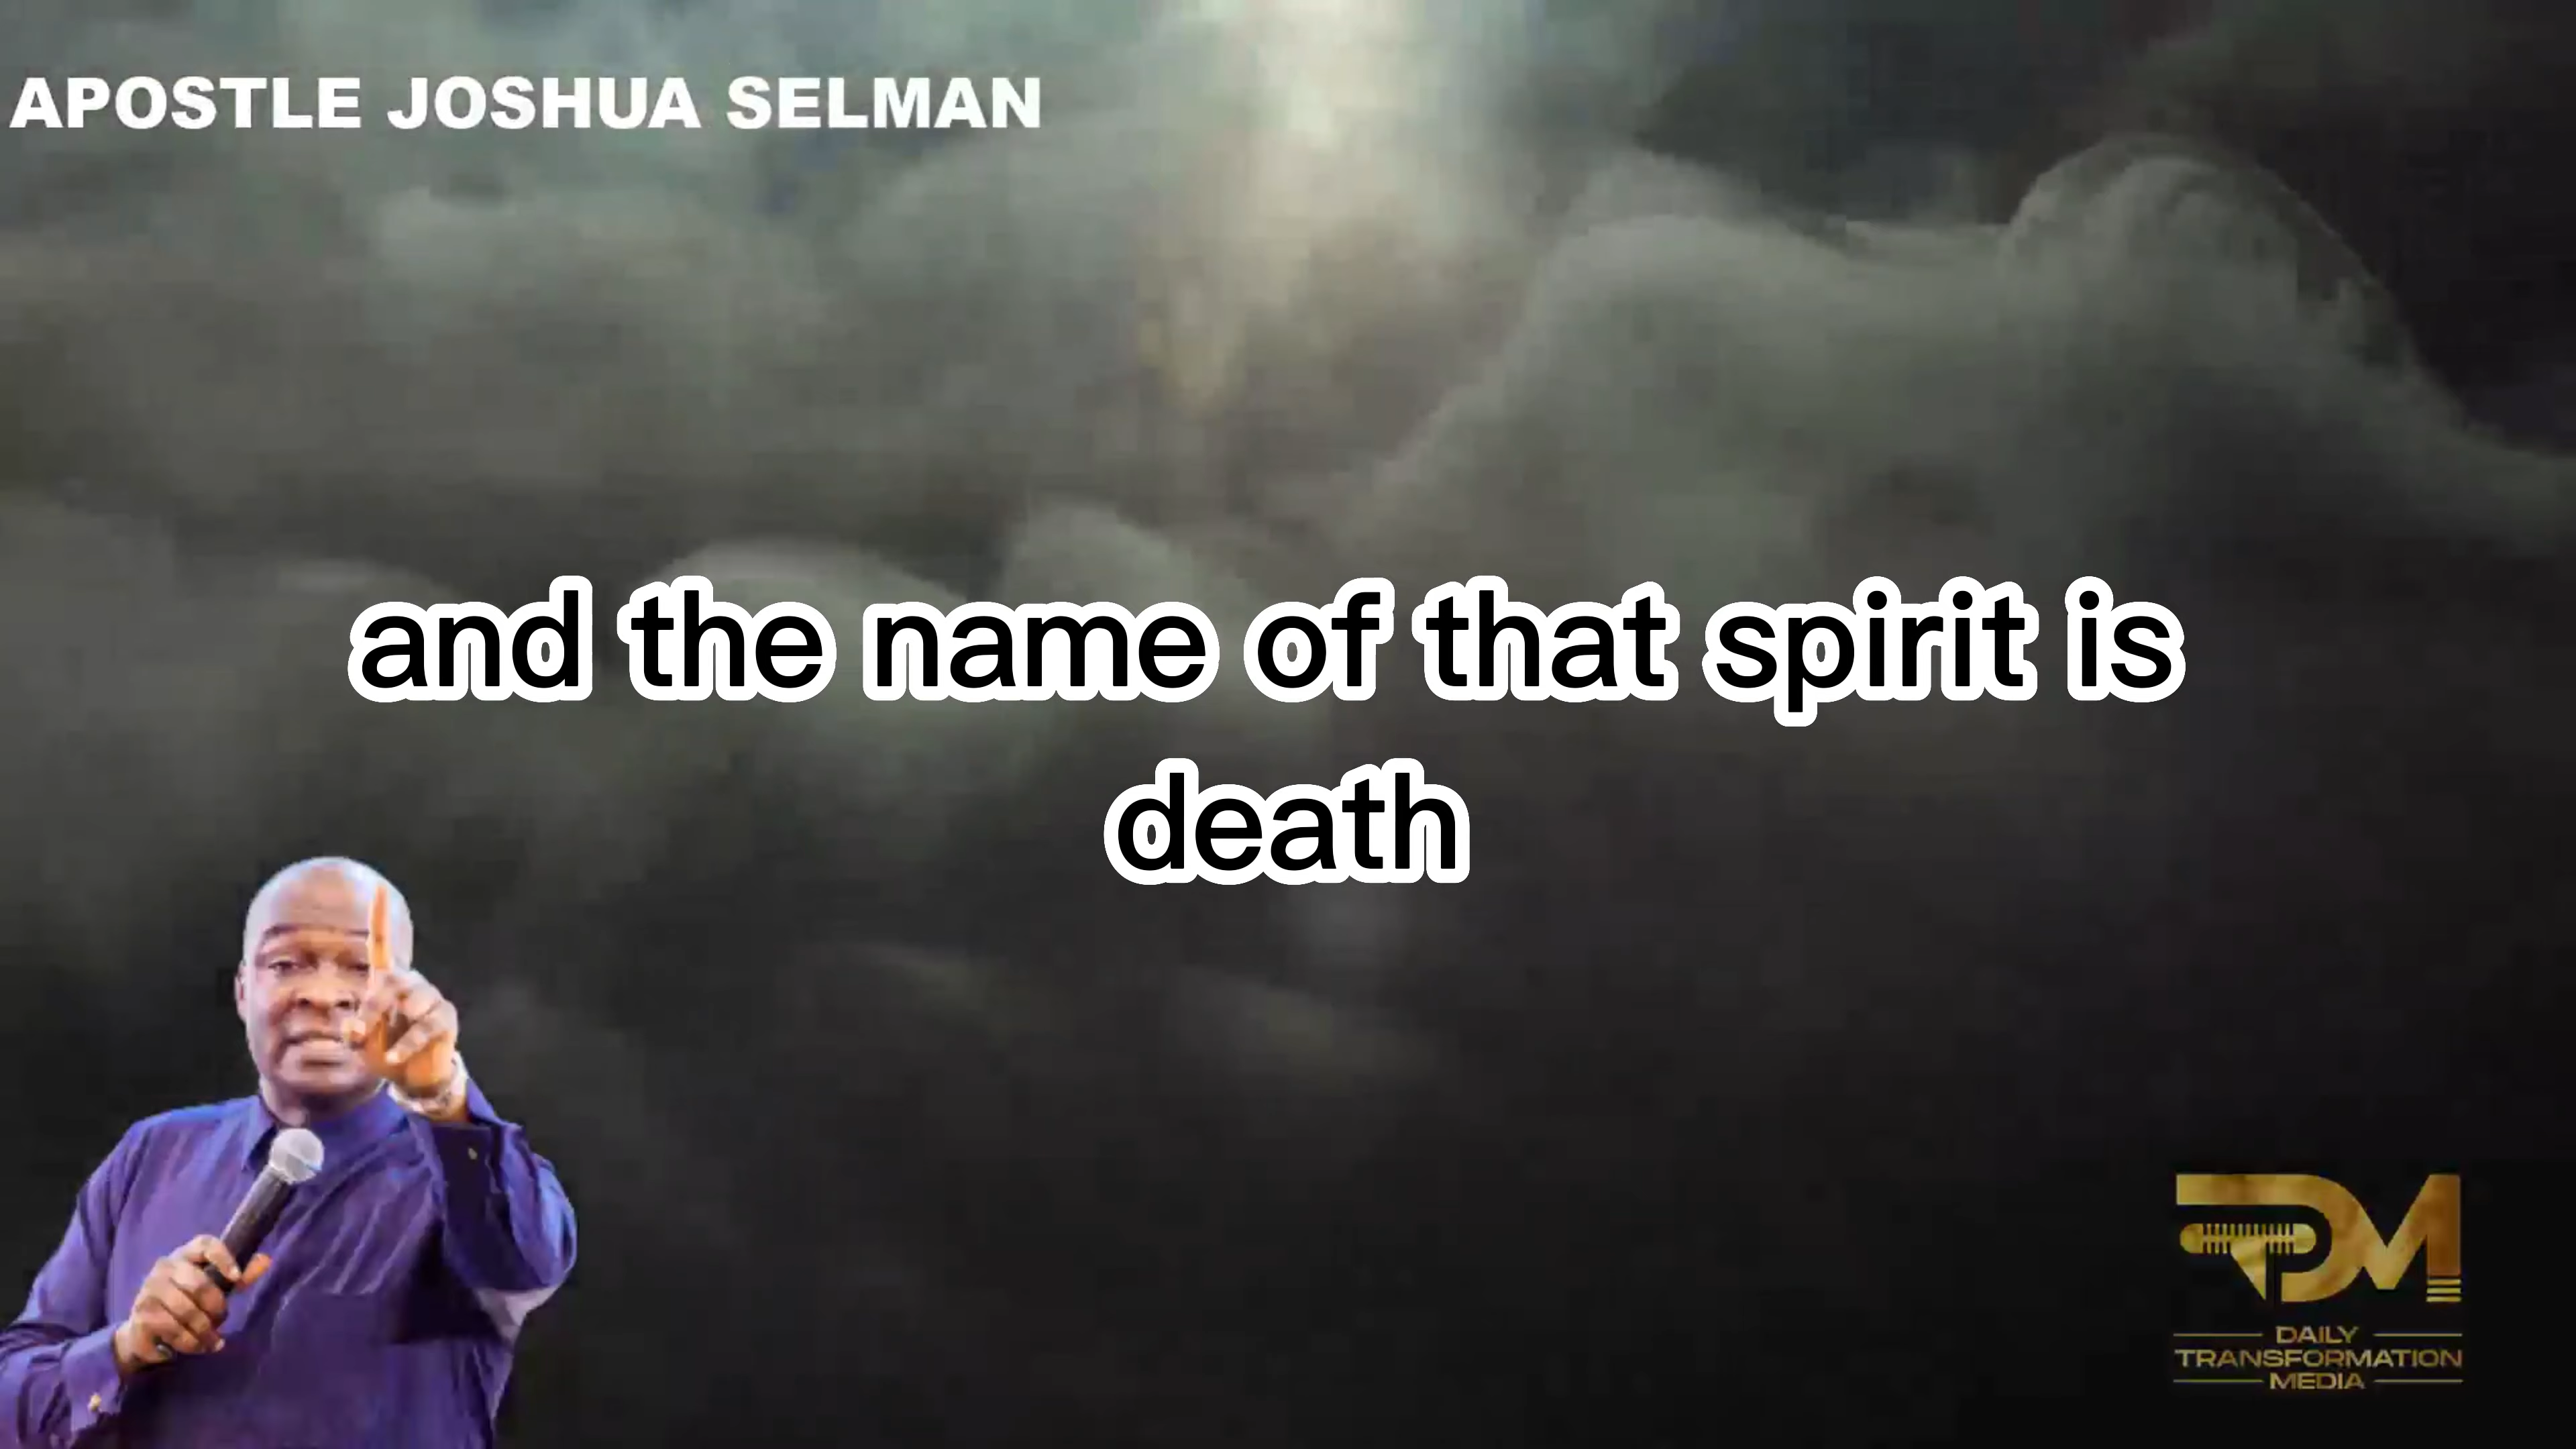 APOSTLE JOSHUA SELMAN
and the name of that spirit is
death
DAILY
TRANSFORMATION
MEDIA